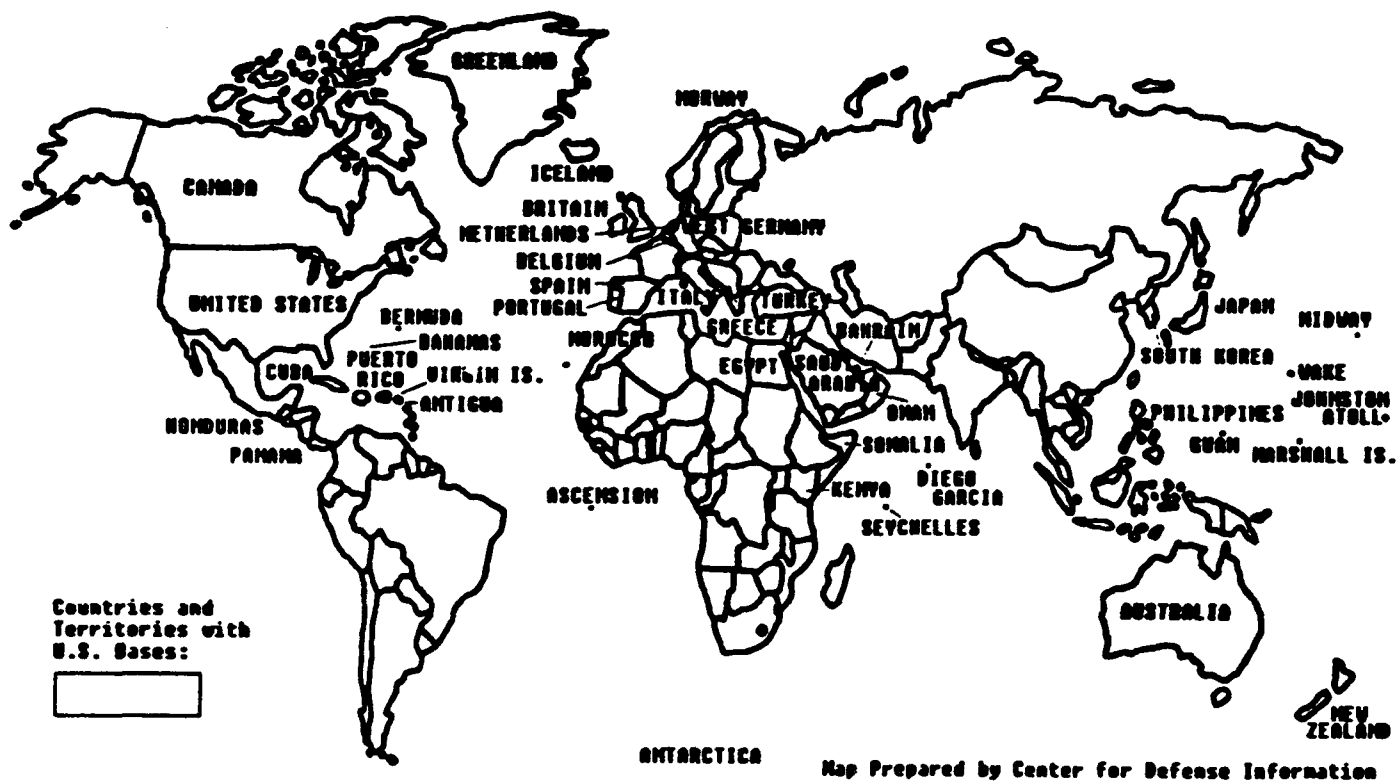 GREENLAND
NORWAY
ICELAND
CANADA
BRITAIN
NETHERLANDS
WEST GERMANY
BELGIUM
SPAIN
PORTUGAL
ITALY
TURKEY
UNITED STATES
BERMUDA
BAHAMAS
MOROCCO
GREECE
BAHRAIN
JAPAN
MIDWAY
SOUTH KOREA
PUERTO
RICO
CUBA
VIRGIN IS.
EGYPT
SAUDI
ARABIA
WAKE
ANTIGUA
OMAN
JOHNSTON
ATOLL
PHILIPPINES
HONDURAS
PANAMA
SOMALIA
GUAM
MARSHALL IS.
DIEGO
GARCIA
ASCENSION
KENYA
SEYCHELLES
Countries and
Territories with
U.S. Bases:
AUSTRALIA
NEW
ZEALAND
ANTARCTICA
Map Prepared by Center for Defense Information